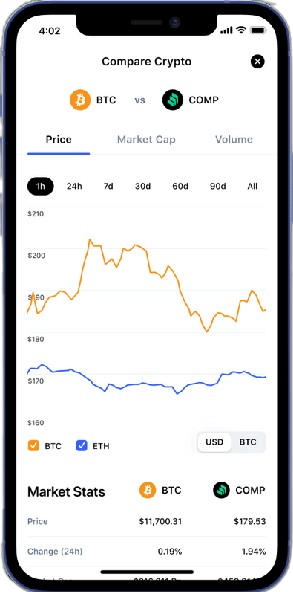 4:02
Compare Crypto
BTC vs COMP
Price Market Cap Volume
1h 24h 7d 30d 60d 90d All
$210
$200
$190
$180
$170
$160
BTC ETH
USD BTC
Market Stats BTC COMP
Price $11,700.31 $179.53
Change (24h) 0.19% 1.94%